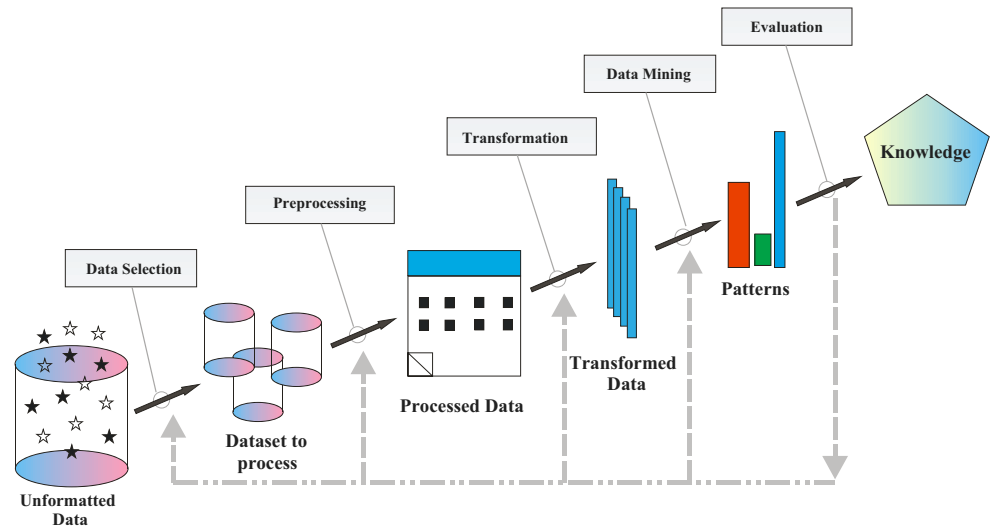 Evaluation
Data Mining
Knowledge
Transformation
Preprocessing
Data Selection
Patterns
Transformed
Data
Processed Data
Dataset to
process
Unformatted
Data